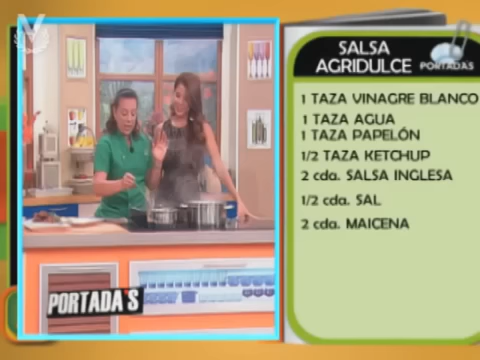 V
SALSA
AGRIDULCE
PORTADAS
1 TAZA VINAGRE BLANCO
1 TAZA AGUA
1 TAZA PAPELÓN
1/2 TAZA KETCHUP
2 cda. SALSA INGLESA
1/2 cda. SAL
2 cda. MAICENA
PORTADA'S